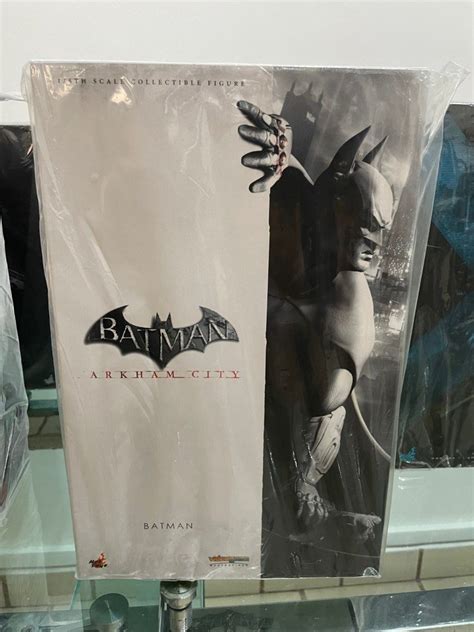 1/6TH SCALE COLLECTIBLE FIGURE
BATMAN
ARKHAM CITY
BATMAN